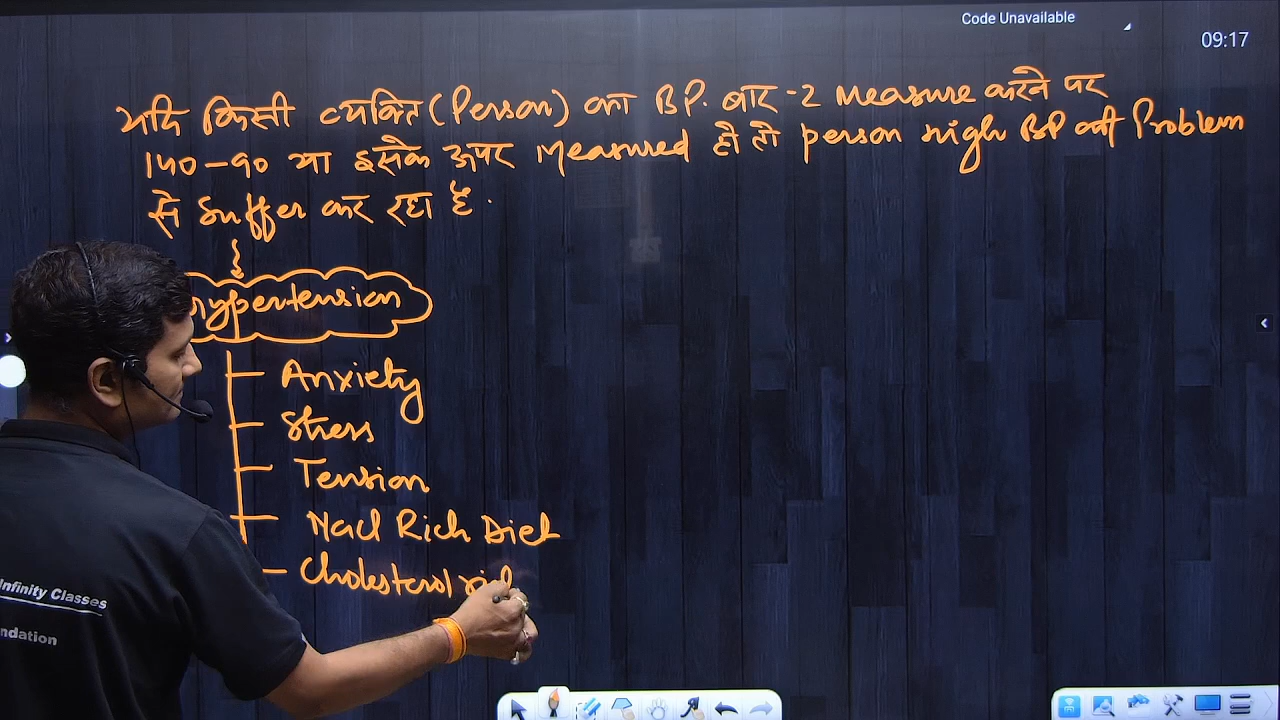 Code Unavailable
09:17
यदि किसी व्यक्ति (Person) का BP. बार-2 Measure करने पर
140-90 या इसके ऊपर Measured हो तो person High BP की Problem
से Suffer कर रहा है.
Hypertension
Anxiety
Stress
Tension
Nacl Rich Diet
Cholesterol
Infinity Classes
ndation